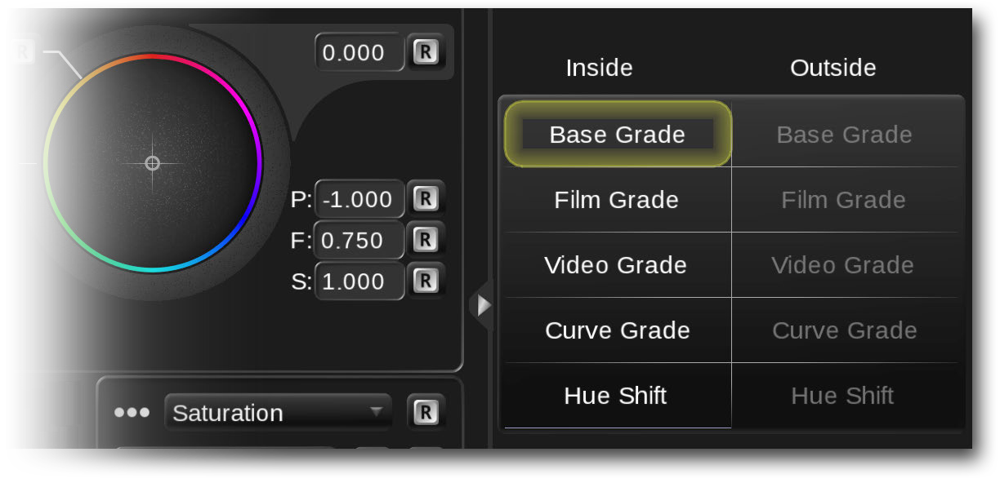 0.000 R
R
P: -1.000 R
F: 0.750 R
S: 1.000 R
Saturation R
Inside Outside
Base Grade Base Grade
Film Grade Film Grade
Video Grade Video Grade
Curve Grade Curve Grade
Hue Shift Hue Shift